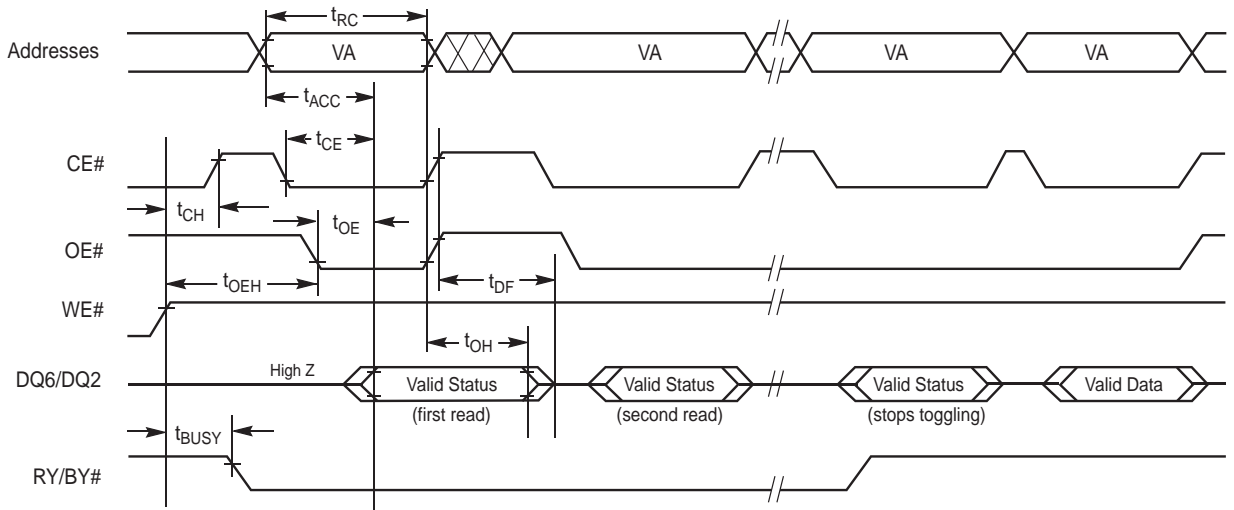 tRC
Addresses VA VA VA VA
tACC
tCE
CE#
tCH tOE
OE#
tOEH tDF
WE#
tOH
DQ6/DQ2 High Z Valid Status Valid Status Valid Status Valid Data
(first read) (second read) (stops toggling)
tBUSY
RY/BY#